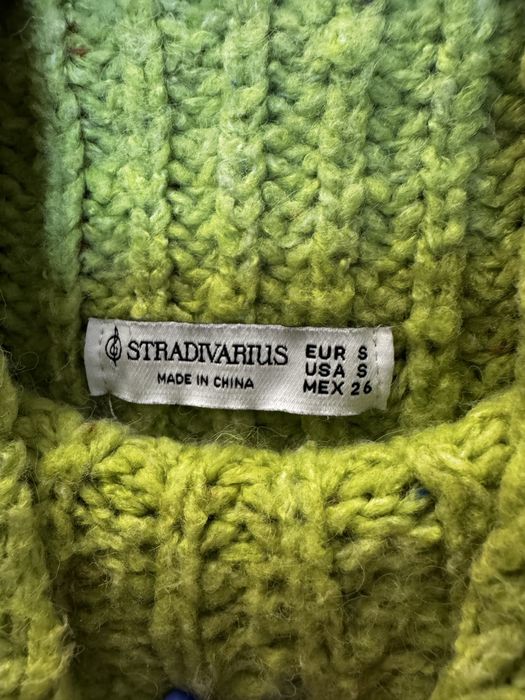 STRADIVARIUS
MADE IN CHINA
EUR S
USA S
MEX 26